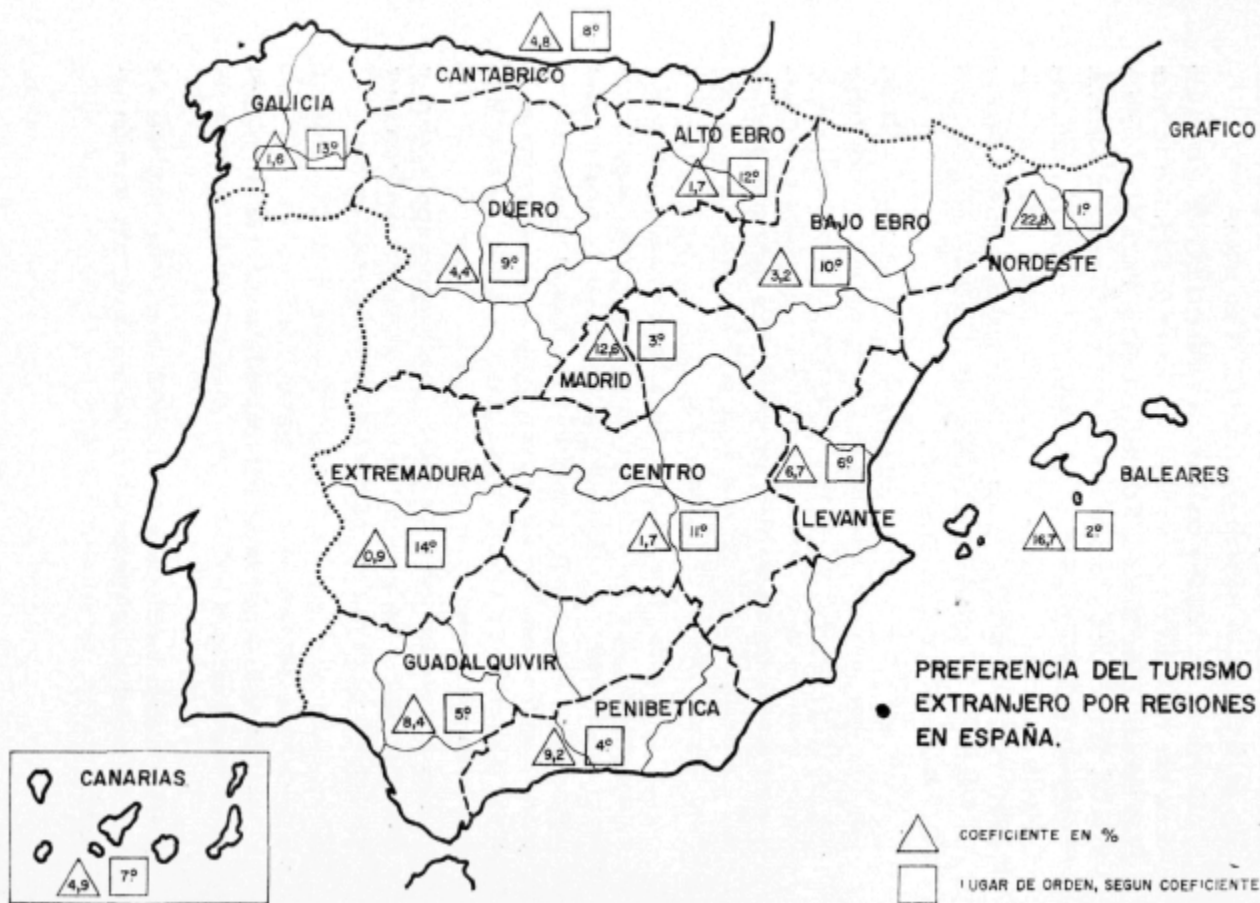 4,8 8º
CANTABRICO
GALICIA
1,6 13º
ALTO EBRO
1,7 12º
GRAFICO
DUERO
4,4 9º
BAJO EBRO
3,2 10º
22,8 1º
NORDESTE
3º
MADRID
EXTREMADURA
0,9 14º
CENTRO
1,7 11º
6,7 6º
LEVANTE
BALEARES
16,7 2º
GUADALQUIVIR
8,4 5º
PENIBETICA
9,2 4º
CANARIAS
4,9 7º
PREFERENCIA DEL TURISMO
EXTRANJERO POR REGIONES
EN ESPAÑA.
COEFICIENTE EN %
LUGAR DE ORDEN, SEGUN COEFICIENTE